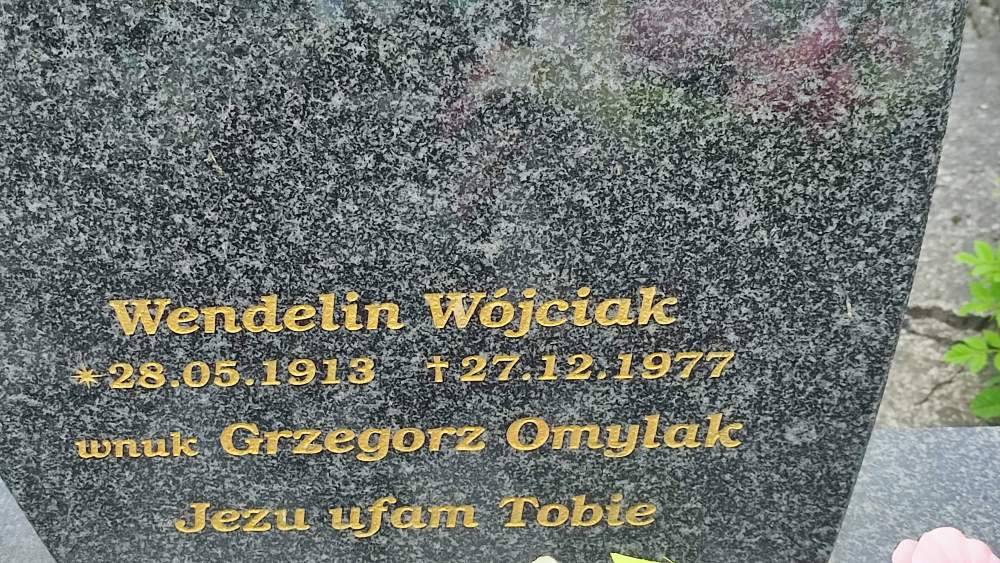 Wendelin Wójciak
✴28.05.1913 †27.12.1977
wnuk Grzegorz Omylak
Jezu ufam Tobie